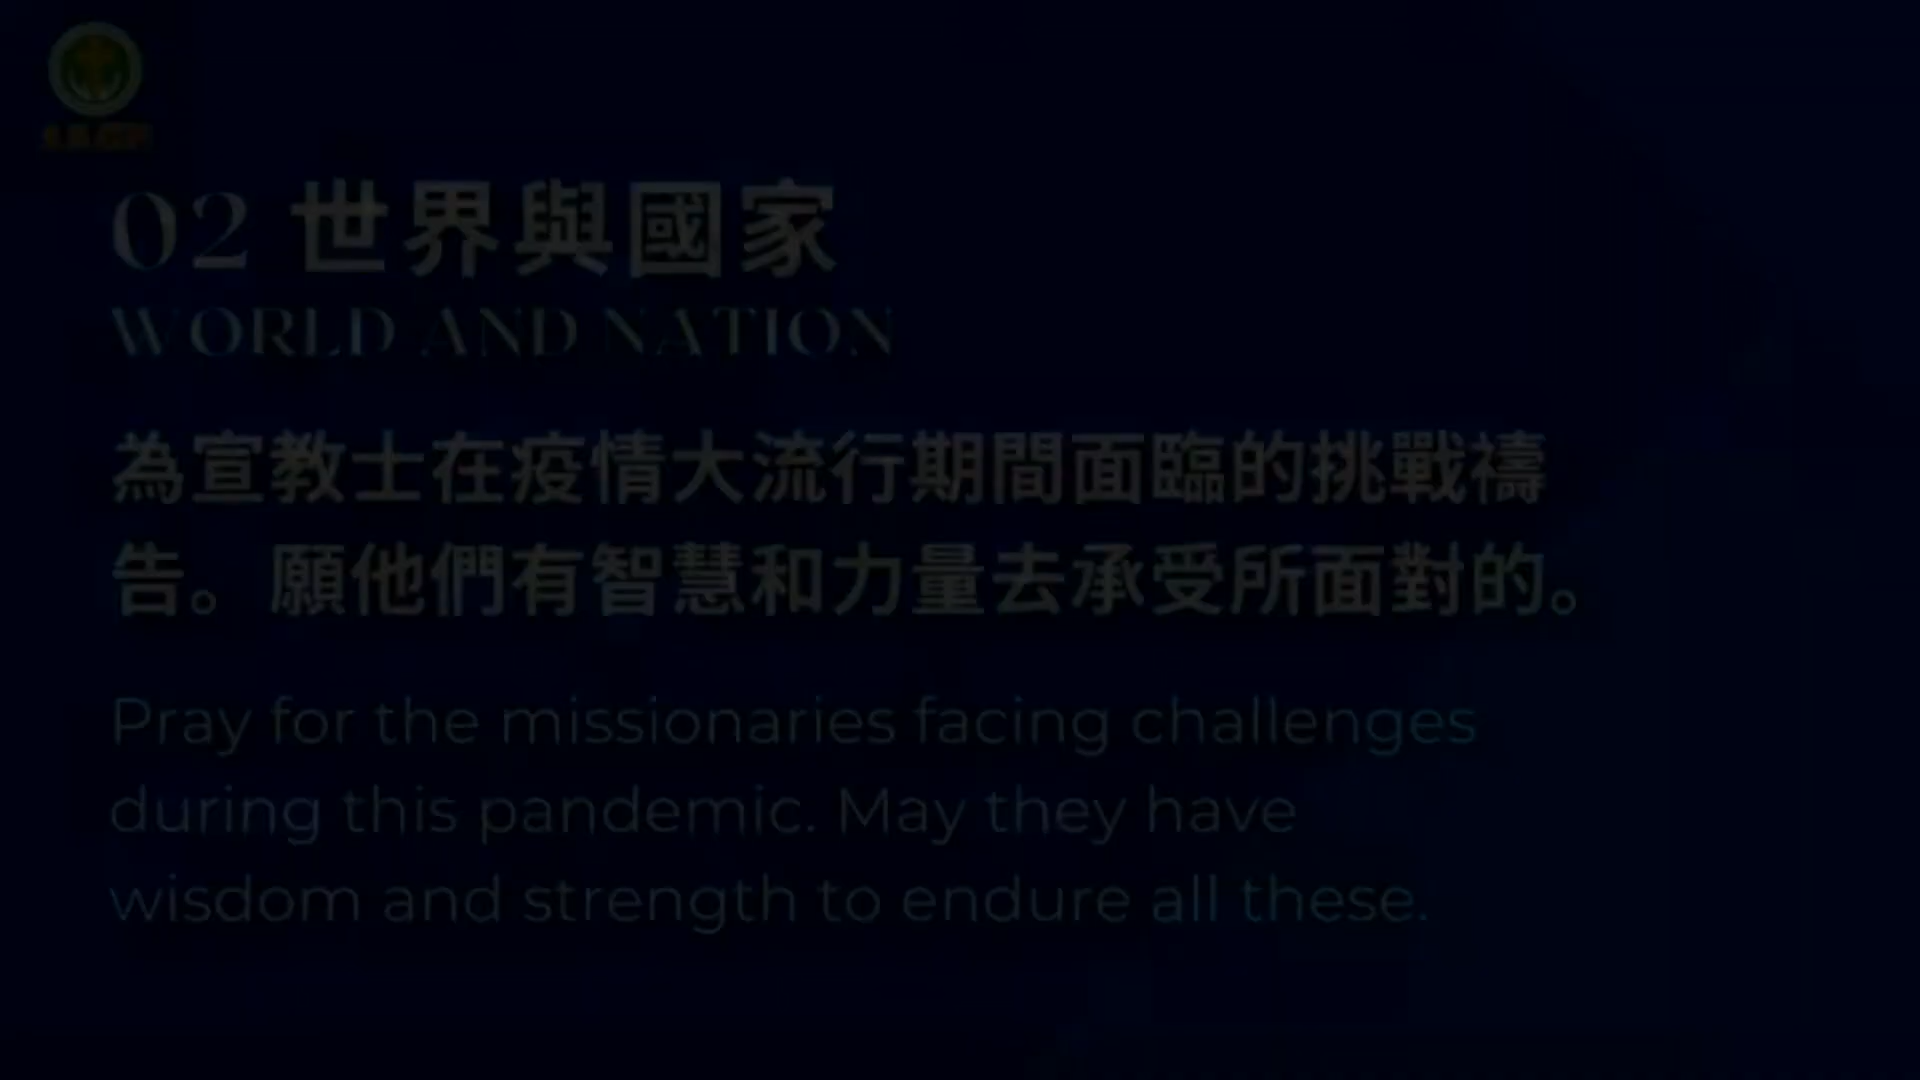 02 世界與國家
WORLD AND NATION
為宣教士在疫情大流行期間面臨的挑戰禱
告。願他們有智慧和力量去承受所面對的。
Pray for the missionaries facing challenges
during this pandemic. May they have
wisdom and strength to endure all these.